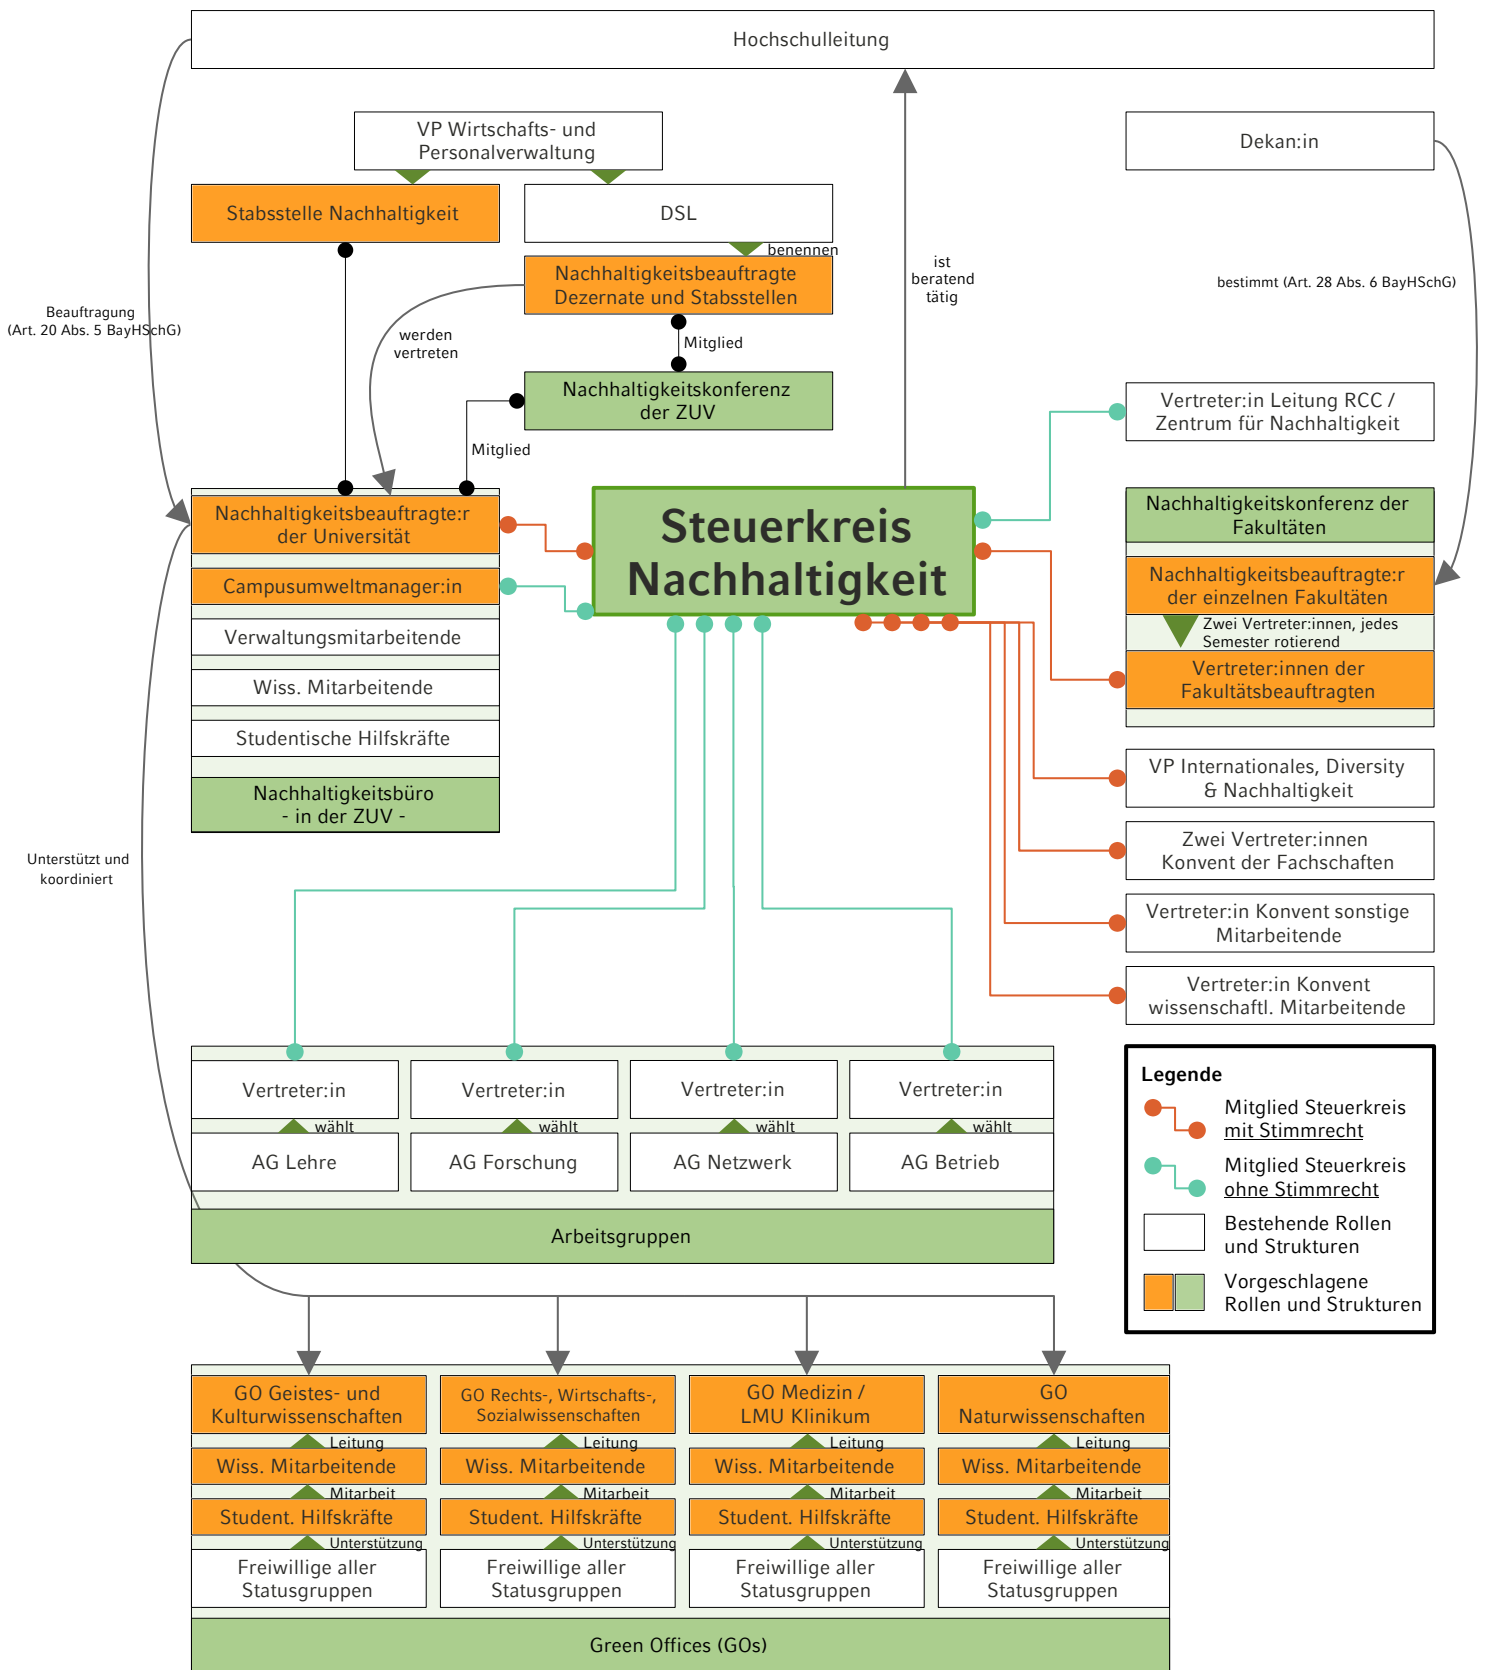 Hochschulleitung
VP Wirtschafts- und
Personalverwaltung
Dekan:in
Stabsstelle Nachhaltigkeit
DSL
benennen
Nachhaltigkeitsbeauftragte
Dezernate und Stabsstellen
ist
beratend
tätig
bestimmt (Art. 28 Abs. 6 BayHSchG)
Beauftragung
(Art. 20 Abs. 5 BayHSchG)
werden
vertreten
Mitglied
Nachhaltigkeitskonferenz
der ZUV
Mitglied
Vertreter:in Leitung RCC /
Zentrum für Nachhaltigkeit
Nachhaltigkeitsbeauftragte:r
der Universität
Campusumweltmanager:in
Verwaltungsmitarbeitende
Wiss. Mitarbeitende
Studentische Hilfskräfte
Nachhaltigkeitsbüro
- in der ZUV -
Steuerkreis
Nachhaltigkeit
Nachhaltigkeitskonferenz der
Fakultäten
Nachhaltigkeitsbeauftragte:r
der einzelnen Fakultäten
Zwei Vertreter:innen, jedes
Semester rotierend
Vertreter:innen der
Fakultätsbeauftragten
VP Internationales, Diversity
& Nachhaltigkeit
Zwei Vertreter:innen
Konvent der Fachschaften
Vertreter:in Konvent sonstige
Mitarbeitende
Vertreter:in Konvent
wissenschaftl. Mitarbeitende
Unterstützt und
koordiniert
Vertreter:in
Vertreter:in
Vertreter:in
Vertreter:in
wählt
wählt
wählt
wählt
AG Lehre
AG Forschung
AG Netzwerk
AG Betrieb
Arbeitsgruppen
Legende
Mitglied Steuerkreis
mit Stimmrecht
Mitglied Steuerkreis
ohne Stimmrecht
Bestehende Rollen
und Strukturen
Vorgeschlagene
Rollen und Strukturen
GO Geistes- und
Kulturwissenschaften
Leitung
Wiss. Mitarbeitende
Mitarbeit
Student. Hilfskräfte
Unterstützung
Freiwillige aller
Statusgruppen
GO Rechts-, Wirtschafts-,
Sozialwissenschaften
Leitung
Wiss. Mitarbeitende
Mitarbeit
Student. Hilfskräfte
Unterstützung
Freiwillige aller
Statusgruppen
GO Medizin /
LMU Klinikum
Leitung
Wiss. Mitarbeitende
Mitarbeit
Student. Hilfskräfte
Unterstützung
Freiwillige aller
Statusgruppen
GO
Naturwissenschaften
Leitung
Wiss. Mitarbeitende
Mitarbeit
Student. Hilfskräfte
Unterstützung
Freiwillige aller
Statusgruppen
Green Offices (GOs)